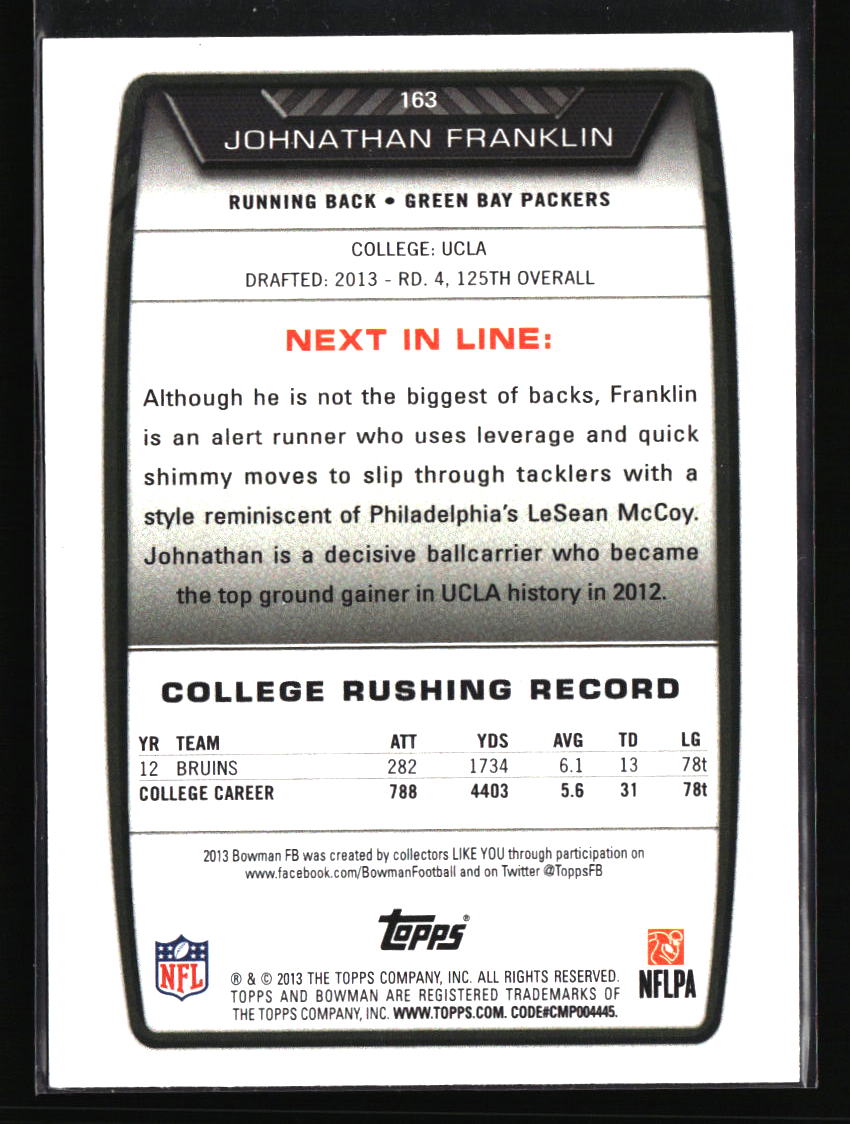 163
JOHNATHAN FRANKLIN
RUNNING BACK • GREEN BAY PACKERS
COLLEGE: UCLA
DRAFTED: 2013 - RD. 4, 125TH OVERALL
NEXT IN LINE:
Although he is not the biggest of backs, Franklin
is an alert runner who uses leverage and quick
shimmy moves to slip through tacklers with a
style reminiscent of Philadelphia's LeSean McCoy.
Johnathan is a decisive ballcarrier who became
the top ground gainer in UCLA history in 2012.
COLLEGE RUSHING RECORD
YR TEAM ATT YDS AVG TD LG
12 BRUINS 282 1734 6.1 13 78t
COLLEGE CAREER 788 4403 5.6 31 78t
2013 Bowman FB was created by collectors LIKE YOU through participation on
www.facebook.com/BowmanFootball and on Twitter @ToppsFB
Topps®
NFL
NFLPA
® & © 2013 THE TOPPS COMPANY, INC. ALL RIGHTS RESERVED.
TOPPS AND BOWMAN ARE REGISTERED TRADEMARKS OF
THE TOPPS COMPANY, INC. WWW.TOPPS.COM. CODE#CMP004445.